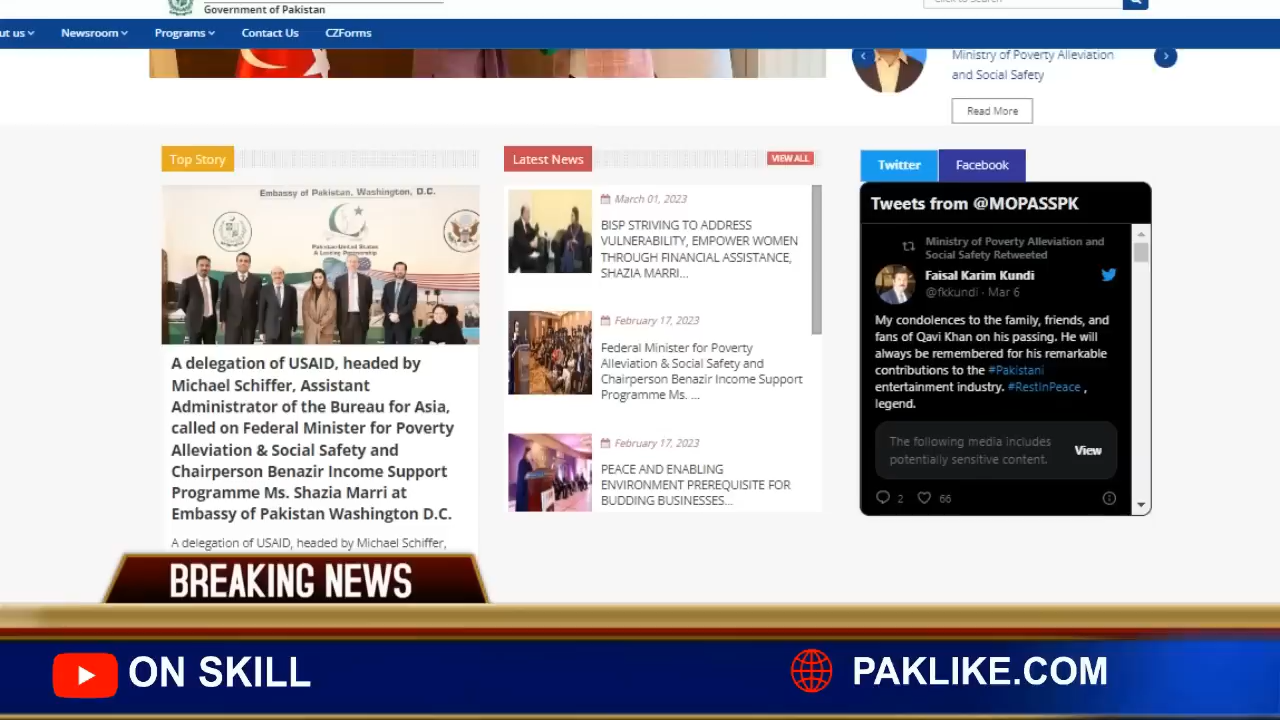 Government of Pakistan
ut us
Newsroom
Programs
Contact Us
CZForms
Ministry of Poverty Alleviation
and Social Safety
Read More
Top Story
Embassy of Pakistan, Washington, D.C.
Pakistan-United States
A Lasting Partnership
A delegation of USAID, headed by
Michael Schiffer, Assistant
Administrator of the Bureau for Asia,
called on Federal Minister for Poverty
Alleviation & Social Safety and
Chairperson Benazir Income Support
Programme Ms. Shazia Marri at
Embassy of Pakistan Washington D.C.
A delegation of USAID, headed by Michael Schiffer,
Latest News
VIEW ALL
March 01, 2023
BISP STRIVING TO ADDRESS
VULNERABILITY, EMPOWER WOMEN
THROUGH FINANCIAL ASSISTANCE,
SHAZIA MARRI...
February 17, 2023
Federal Minister for Poverty
Alleviation & Social Safety and
Chairperson Benazir Income Support
Programme Ms. ...
February 17, 2023
PEACE AND ENABLING
ENVIRONMENT PREREQUISITE FOR
BUDDING BUSINESSES...
Twitter
Facebook
Tweets from @MOPASSPK
Ministry of Poverty Alleviation and
Social Safety Retweeted
Faisal Karim Kundi
@fkkundi · Mar 6
My condolences to the family, friends, and
fans of Qavi Khan on his passing. He will
always be remembered for his remarkable
contributions to the #Pakistani
entertainment industry. #RestInPeace ,
legend.
The following media includes
potentially sensitive content.
View
2
66
BREAKING NEWS
ON SKILL
PAKLIKE.COM